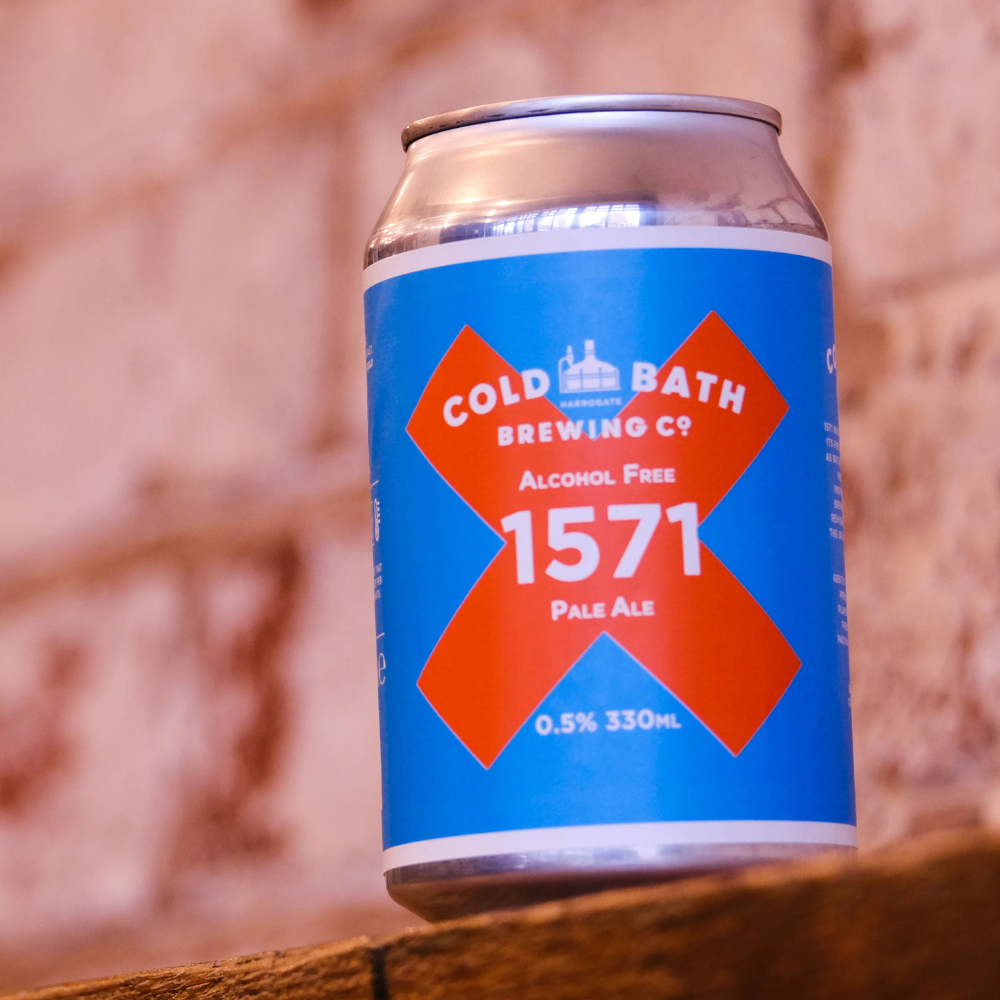 COLD BATH
HARROGATE
BREWING Cº
ALCOHOL FREE
1571
PALE ALE
0.5% 330ML